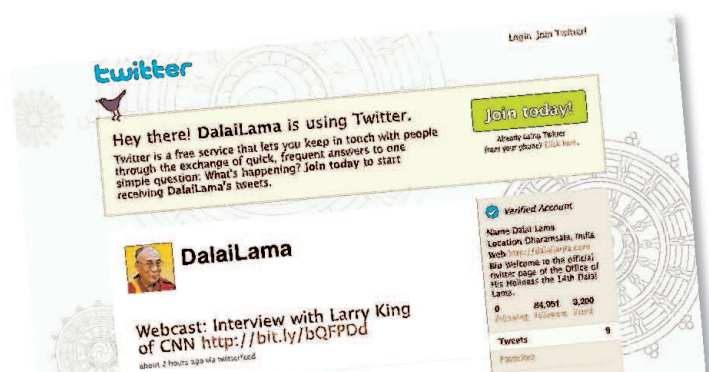 Login Join Twitter!
twitter
Hey there! DalaiLama is using Twitter.
Twitter is a free service that lets you keep in touch with people
through the exchange of quick, frequent answers to one
simple question: What's happening? Join today to start
receiving DalaiLama's tweets.
Join today!
Already using Twitter
from your phone? Click here.
DalaiLama
Webcast: Interview with Larry King
of CNN http://bit.ly/bQFPDd
about 2 hours ago via twitterfeed
Verified Account
Name Dalai Lama
Location Dharamsala, India
Web http://dalailama.com
Bio Welcome to the official
twitter page of the Office of
His Holiness the 14th Dalai
Lama.
0 84,951 3,200
Following Followers Listed
Tweets 9
Favorites